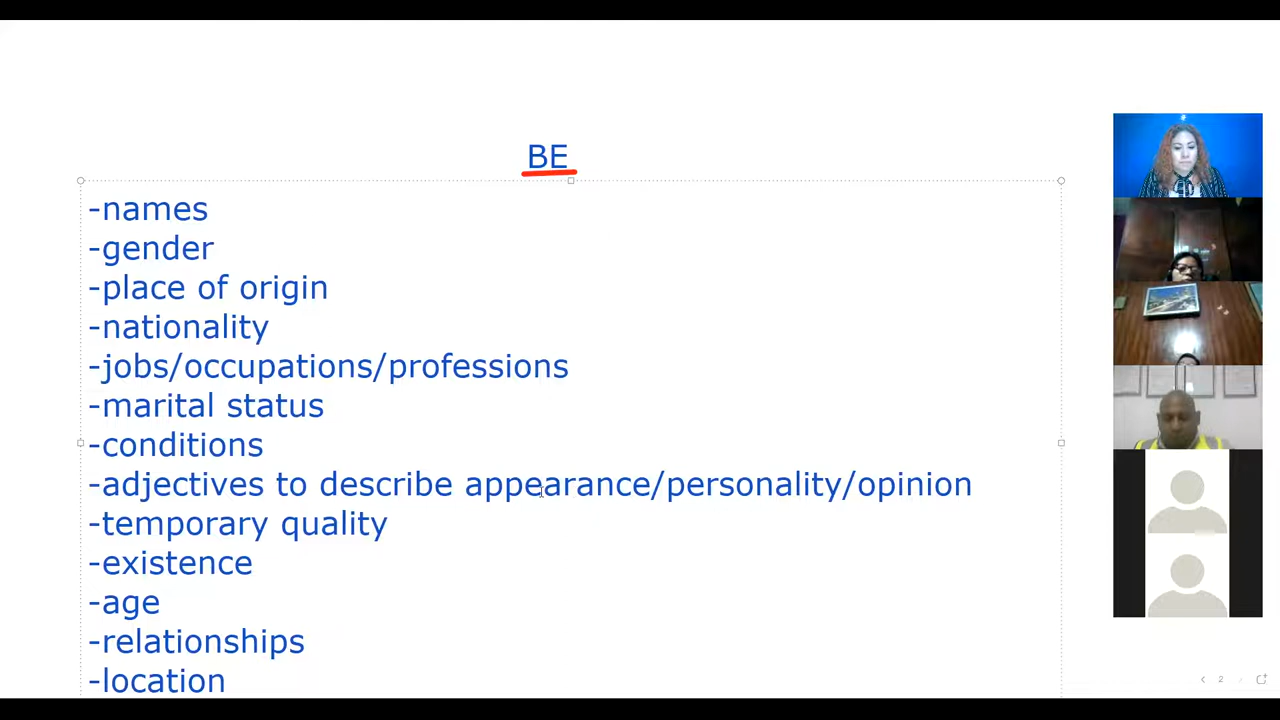 BE
-names
-gender
-place of origin
-nationality
-jobs/occupations/professions
-marital status
-conditions
-adjectives to describe appearance/personality/opinion
-temporary quality
-existence
-age
-relationships
-location
2